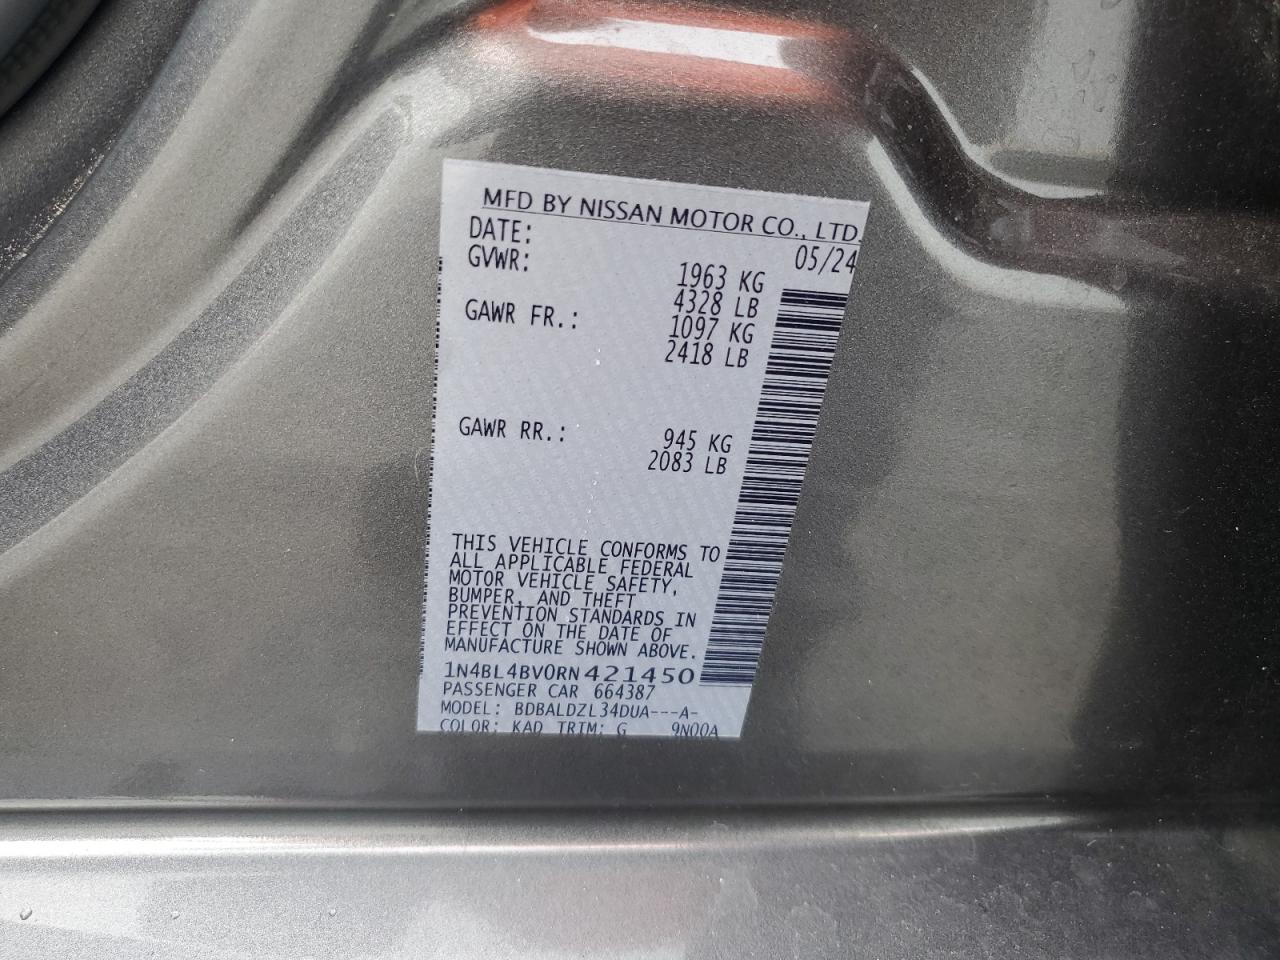 MFD BY NISSAN MOTOR CO., LTD.
DATE: 05/24
GVWR: 1963 KG
4328 LB
GAWR FR.: 1097 KG
2418 LB
GAWR RR.: 945 KG
2083 LB
THIS VEHICLE CONFORMS TO
ALL APPLICABLE FEDERAL
MOTOR VEHICLE SAFETY,
BUMPER, AND THEFT
PREVENTION STANDARDS IN
EFFECT ON THE DATE OF
MANUFACTURE SHOWN ABOVE.
1N4BL4BV0RN421450
PASSENGER CAR 664387
MODEL: BDBALDZL34DUA---A-
COLOR: KAD TRIM: G 9N00A